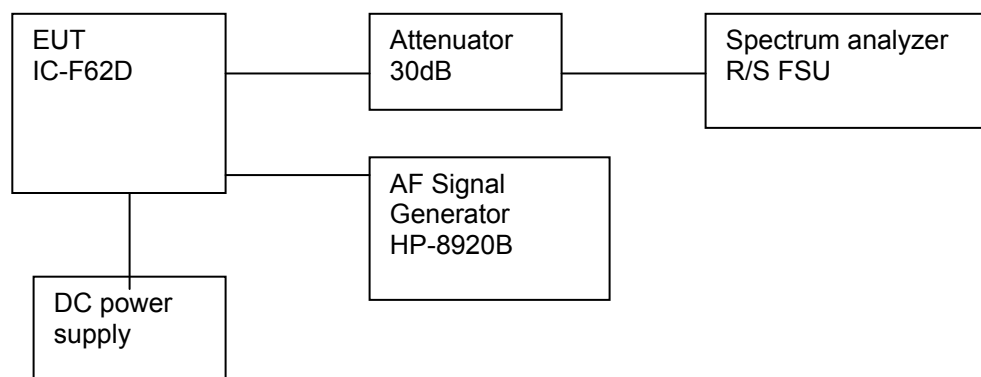 EUT
IC-F62D
Attenuator
30dB
Spectrum analyzer
R/S FSU
AF Signal
Generator
HP-8920B
DC power
supply